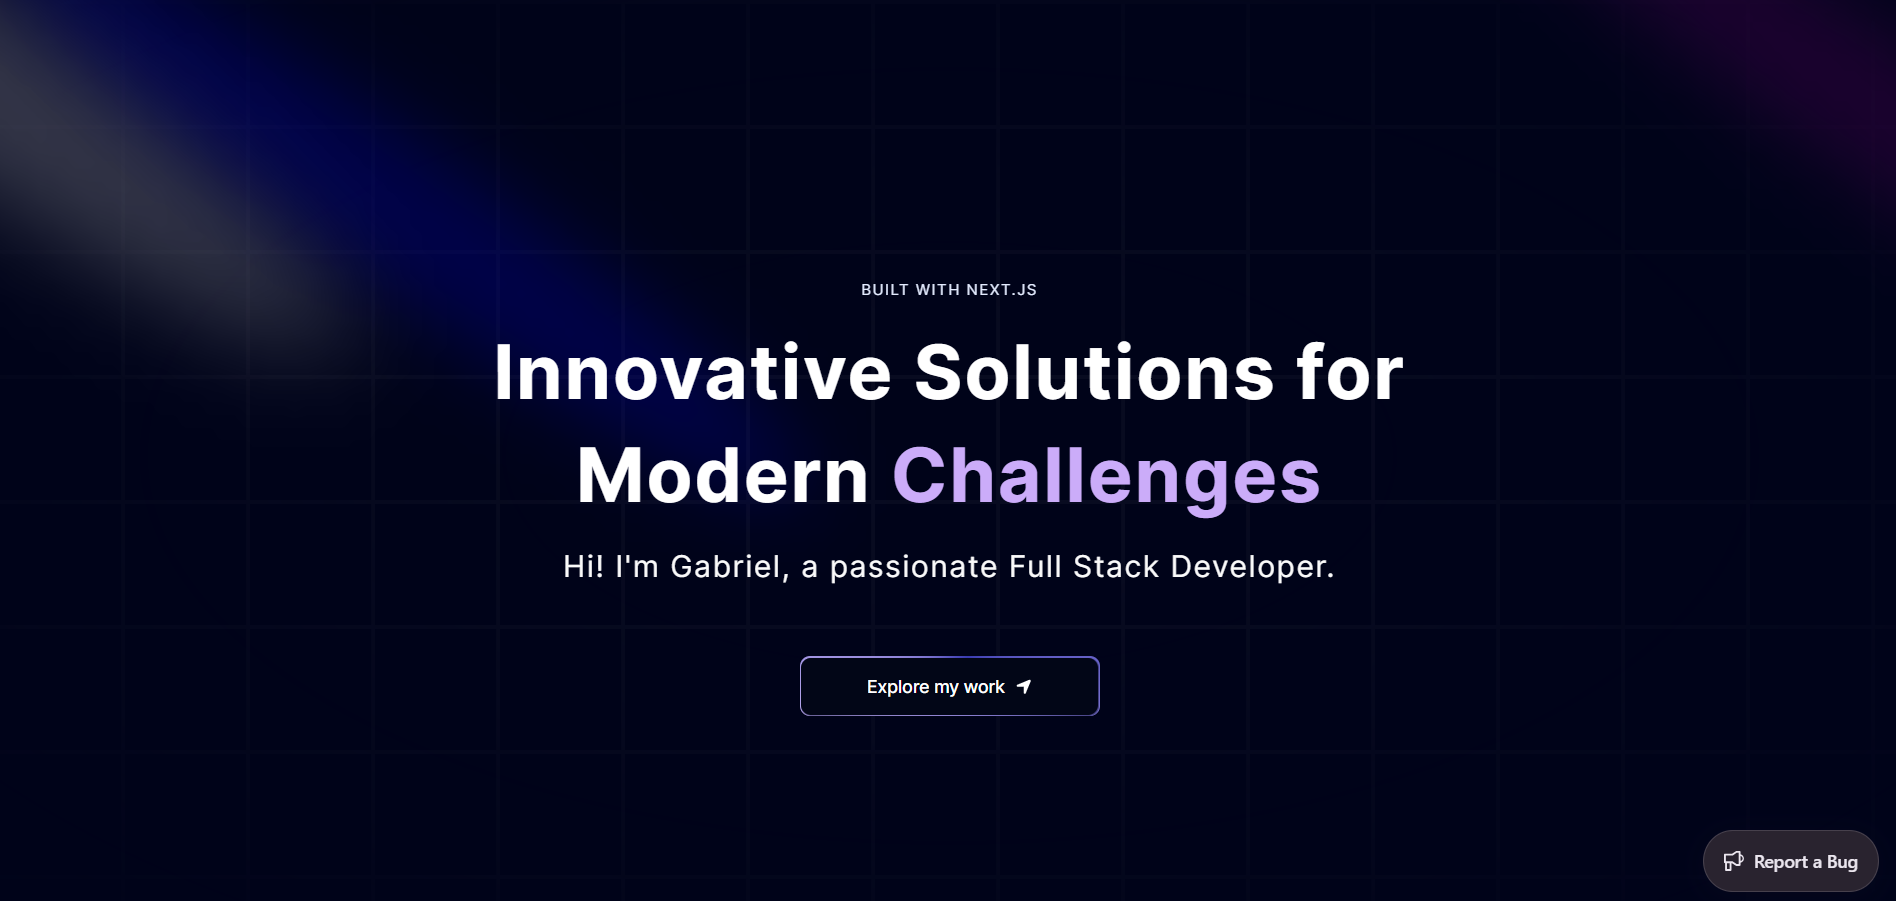 BUILT WITH NEXT.JS
Innovative Solutions for
Modern Challenges
Hi! I'm Gabriel, a passionate Full Stack Developer.
Explore my work
Report a Bug